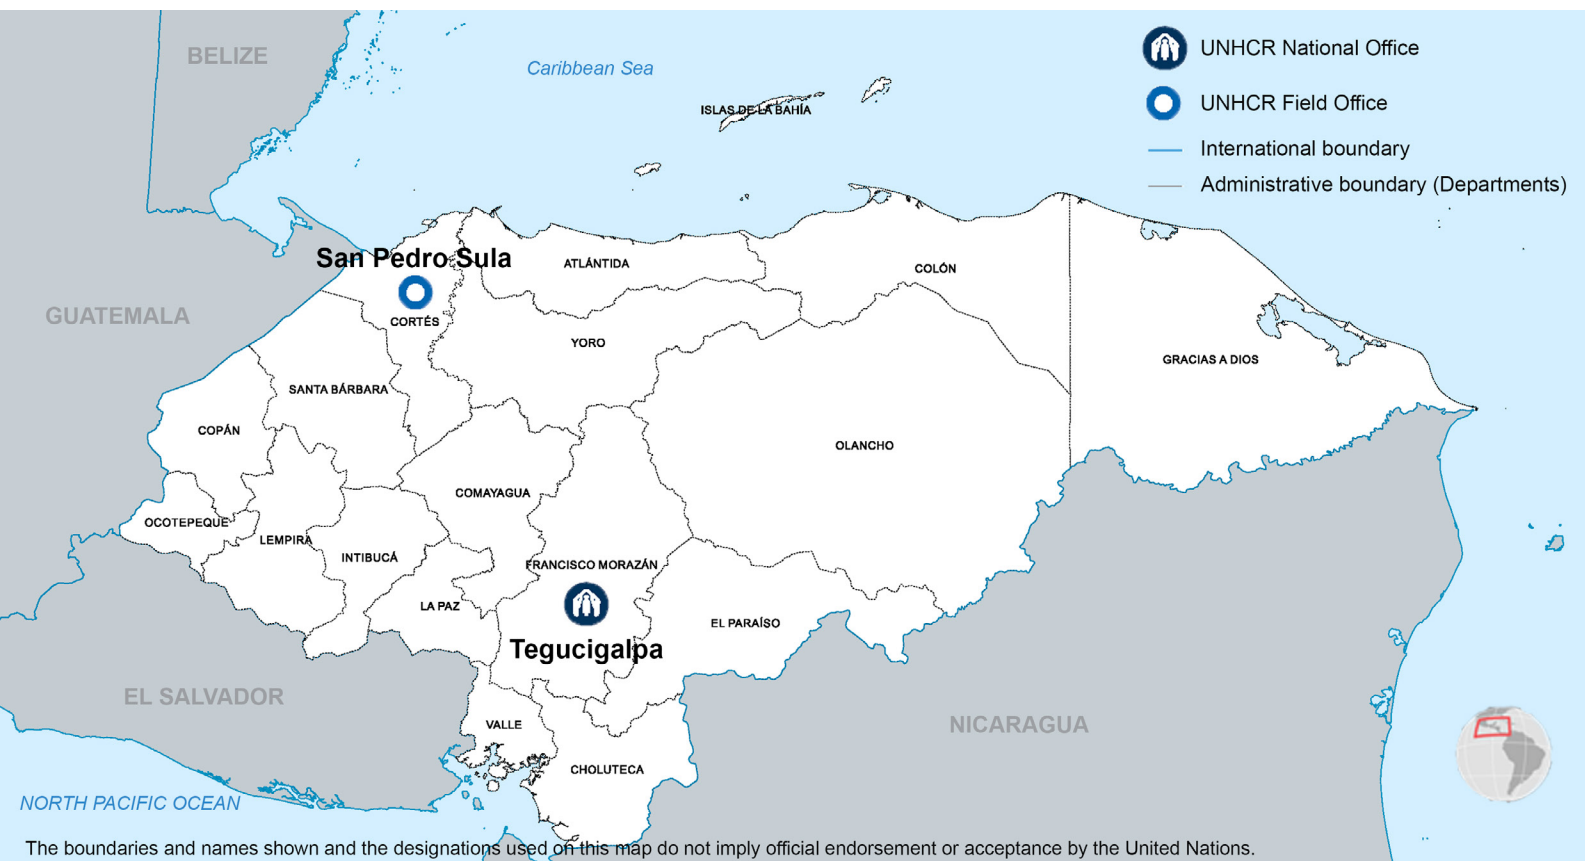 BELIZE
Caribbean Sea
UNHCR National Office
UNHCR Field Office
International boundary
Administrative boundary (Departments)
ISLAS DE LA BAHÍA
San Pedro Sula
ATLÁNTIDA
COLÓN
GUATEMALA
CORTÉS
YORO
GRACIAS A DIOS
SANTA BÁRBARA
COPÁN
OLANCHO
COMAYAGUA
OCOTEPEQUE
LEMPIRA
INTIBUCÁ
FRANCISCO MORAZÁN
LA PAZ
EL PARAÍSO
Tegucigalpa
EL SALVADOR
VALLE
NICARAGUA
CHOLUTECA
NORTH PACIFIC OCEAN
The boundaries and names shown and the designations used on this map do not imply official endorsement or acceptance by the United Nations.